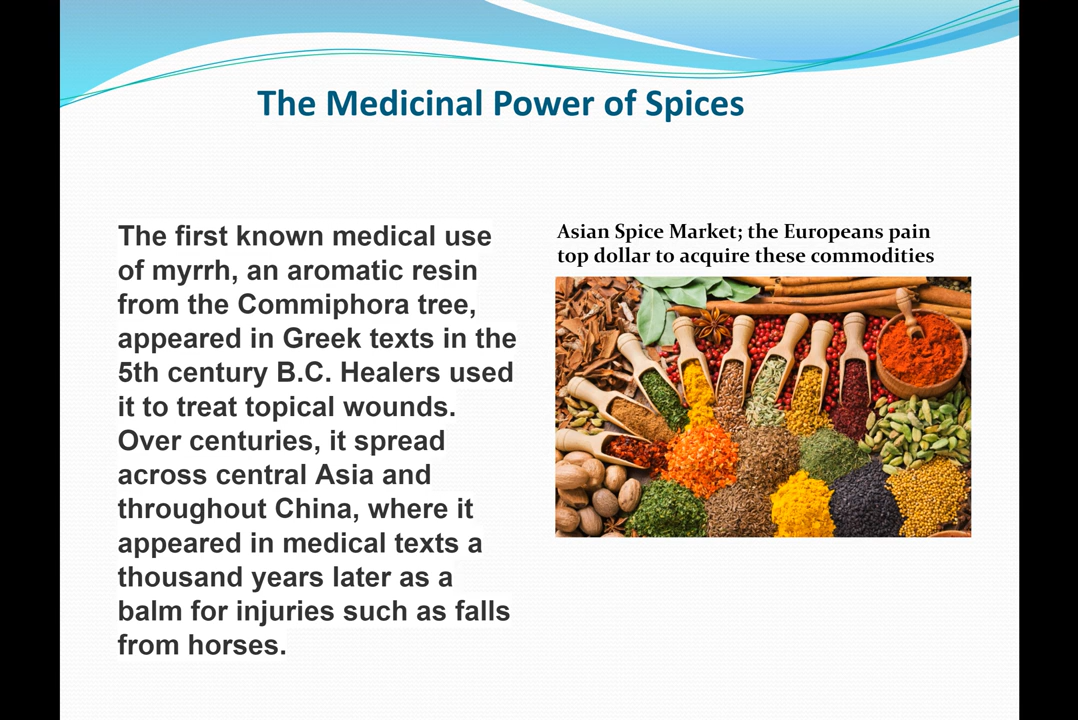 The Medicinal Power of Spices
The first known medical use
of myrrh, an aromatic resin
from the Commiphora tree,
appeared in Greek texts in the
5th century B.C. Healers used
it to treat topical wounds.
Over centuries, it spread
across central Asia and
throughout China, where it
appeared in medical texts a
thousand years later as a
balm for injuries such as falls
from horses.
Asian Spice Market; the Europeans pain
top dollar to acquire these commodities